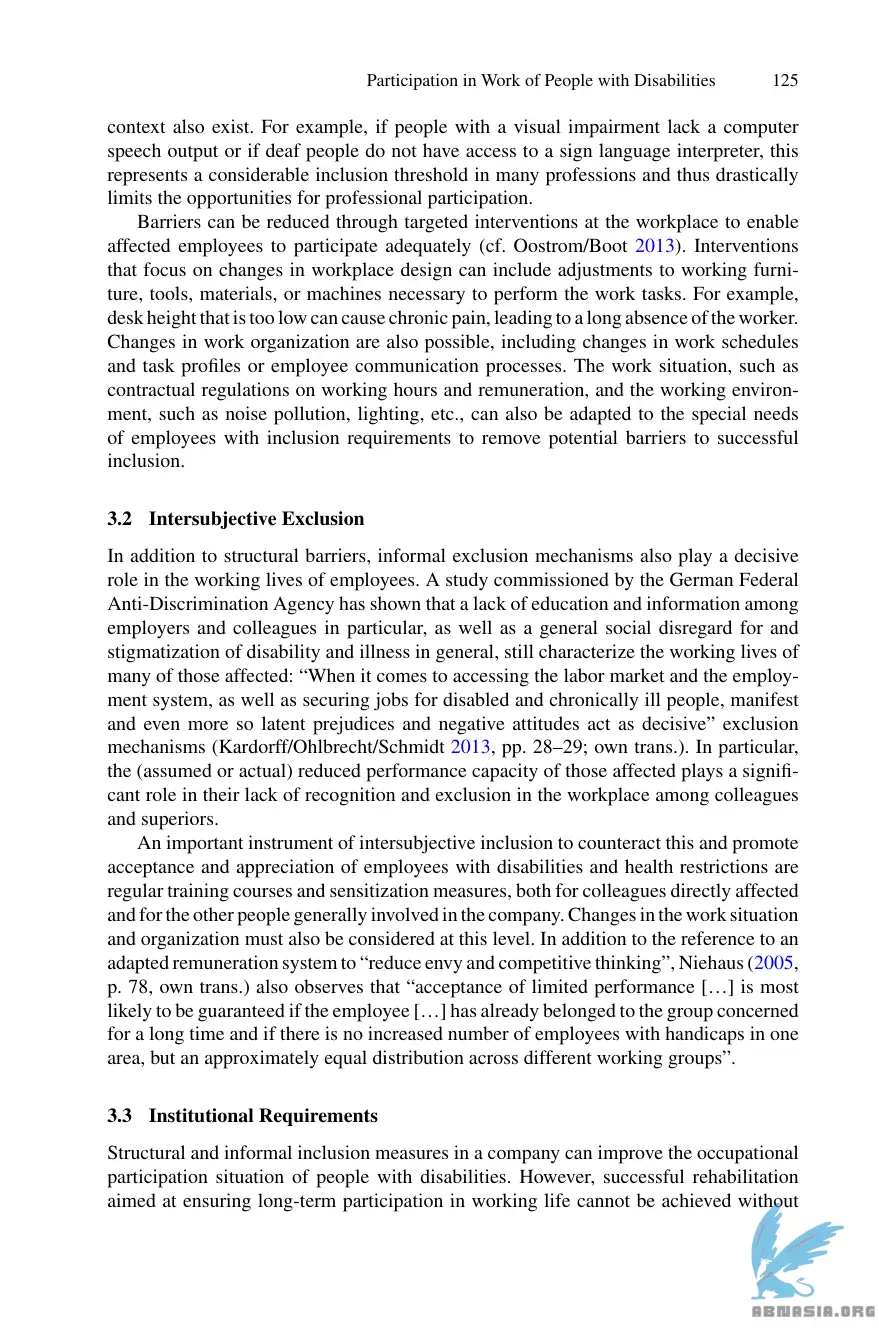 Participation in Work of People with Disabilities 125
context also exist. For example, if people with a visual impairment lack a computer
speech output or if deaf people do not have access to a sign language interpreter, this
represents a considerable inclusion threshold in many professions and thus drastically
limits the opportunities for professional participation.
Barriers can be reduced through targeted interventions at the workplace to enable
affected employees to participate adequately (cf. Oostrom/Boot 2013). Interventions
that focus on changes in workplace design can include adjustments to working furni-
ture, tools, materials, or machines necessary to perform the work tasks. For example,
desk height that is too low can cause chronic pain, leading to a long absence of the worker.
Changes in work organization are also possible, including changes in work schedules
and task profiles or employee communication processes. The work situation, such as
contractual regulations on working hours and remuneration, and the working environ-
ment, such as noise pollution, lighting, etc., can also be adapted to the special needs
of employees with inclusion requirements to remove potential barriers to successful
inclusion.
3.2 Intersubjective Exclusion
In addition to structural barriers, informal exclusion mechanisms also play a decisive
role in the working lives of employees. A study commissioned by the German Federal
Anti-Discrimination Agency has shown that a lack of education and information among
employers and colleagues in particular, as well as a general social disregard for and
stigmatization of disability and illness in general, still characterize the working lives of
many of those affected: “When it comes to accessing the labor market and the employ-
ment system, as well as securing jobs for disabled and chronically ill people, manifest
and even more so latent prejudices and negative attitudes act as decisive” exclusion
mechanisms (Kardorff/Ohlbrecht/Schmidt 2013, pp. 28–29; own trans.). In particular,
the (assumed or actual) reduced performance capacity of those affected plays a signifi-
cant role in their lack of recognition and exclusion in the workplace among colleagues
and superiors.
An important instrument of intersubjective inclusion to counteract this and promote
acceptance and appreciation of employees with disabilities and health restrictions are
regular training courses and sensitization measures, both for colleagues directly affected
and for the other people generally involved in the company. Changes in the work situation
and organization must also be considered at this level. In addition to the reference to an
adapted remuneration system to “reduce envy and competitive thinking”, Niehaus (2005,
p. 78, own trans.) also observes that “acceptance of limited performance […] is most
likely to be guaranteed if the employee […] has already belonged to the group concerned
for a long time and if there is no increased number of employees with handicaps in one
area, but an approximately equal distribution across different working groups”.
3.3 Institutional Requirements
Structural and informal inclusion measures in a company can improve the occupational
participation situation of people with disabilities. However, successful rehabilitation
aimed at ensuring long-term participation in working life cannot be achieved without
ABNASIA.ORG